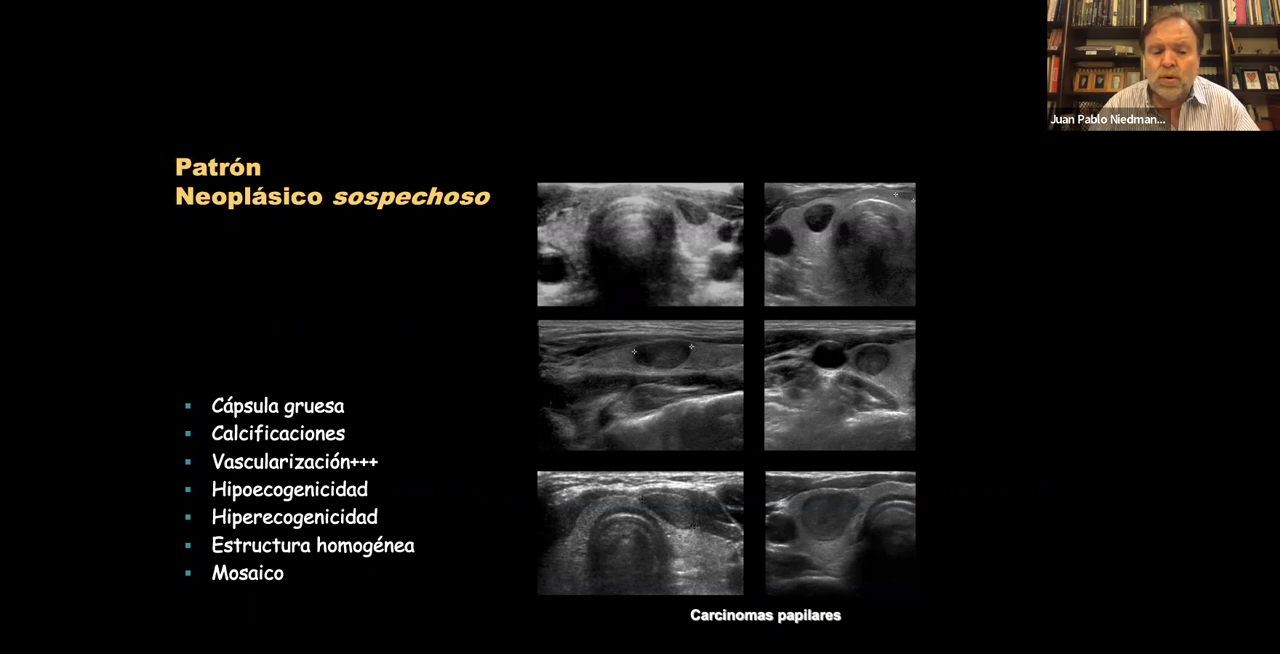 Juan Pablo Niedman...
Patrón
Neoplásico sospechoso
▪ Cápsula gruesa
▪ Calcificaciones
▪ Vascularización+++
▪ Hipoecogenicidad
▪ Hiperecogenicidad
▪ Estructura homogénea
▪ Mosaico
Carcinomas papilares